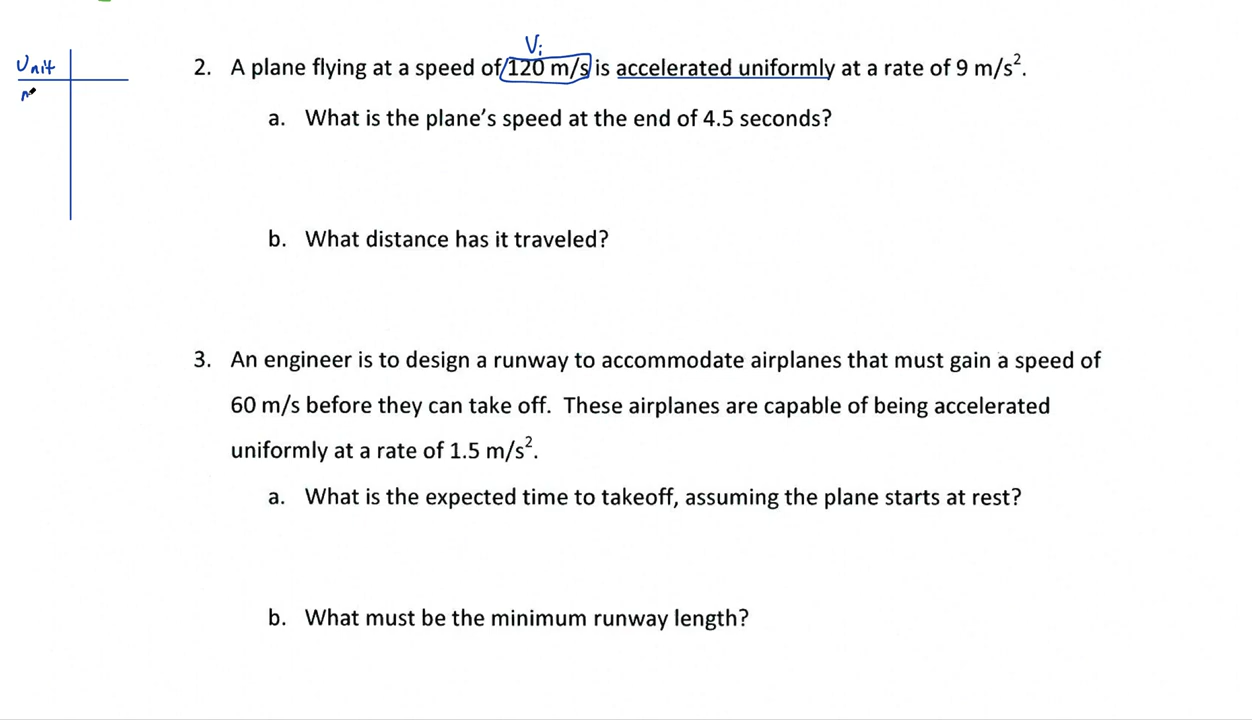 Vi
Unit
2. A plane flying at a speed of 120 m/s is accelerated uniformly at a rate of 9 m/s².
a. What is the plane's speed at the end of 4.5 seconds?
b. What distance has it traveled?
3. An engineer is to design a runway to accommodate airplanes that must gain a speed of
60 m/s before they can take off. These airplanes are capable of being accelerated
uniformly at a rate of 1.5 m/s².
a. What is the expected time to takeoff, assuming the plane starts at rest?
b. What must be the minimum runway length?